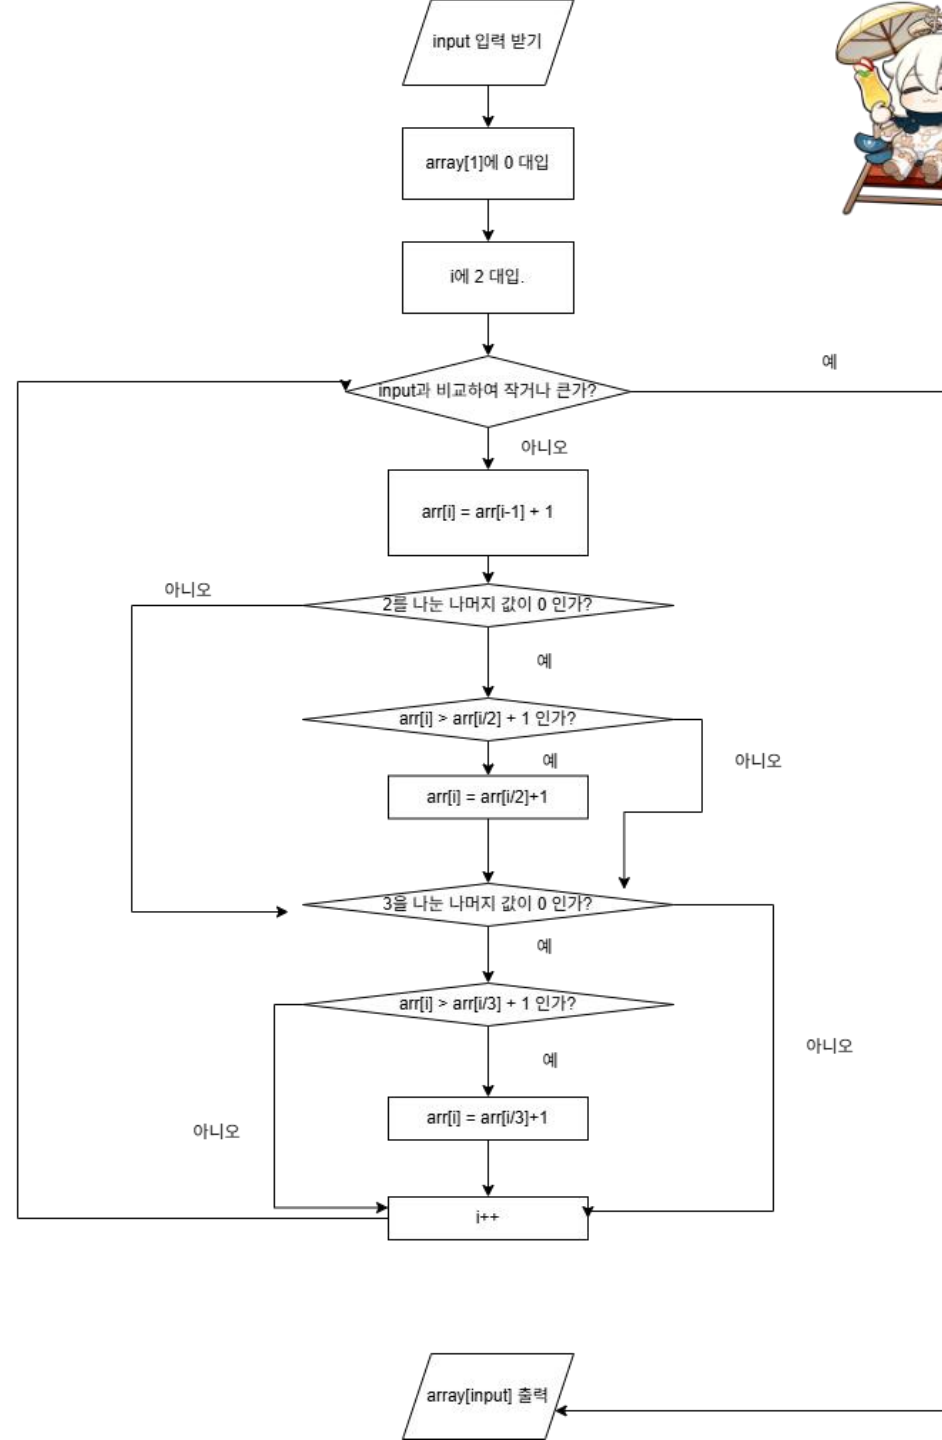 input 입력 받기
array[1]에 0 대입
i에 2 대입.
예
input과 비교하여 작거나 큰가?
아니오
arr[i] = arr[i-1] + 1
아니오
2를 나눈 나머지 값이 0 인가?
예
arr[i] > arr[i/2] + 1 인가?
예
아니오
arr[i] = arr[i/2]+1
3을 나눈 나머지 값이 0 인가?
예
arr[i] > arr[i/3] + 1 인가?
아니오
예
arr[i] = arr[i/3]+1
아니오
i++
array[input] 출력